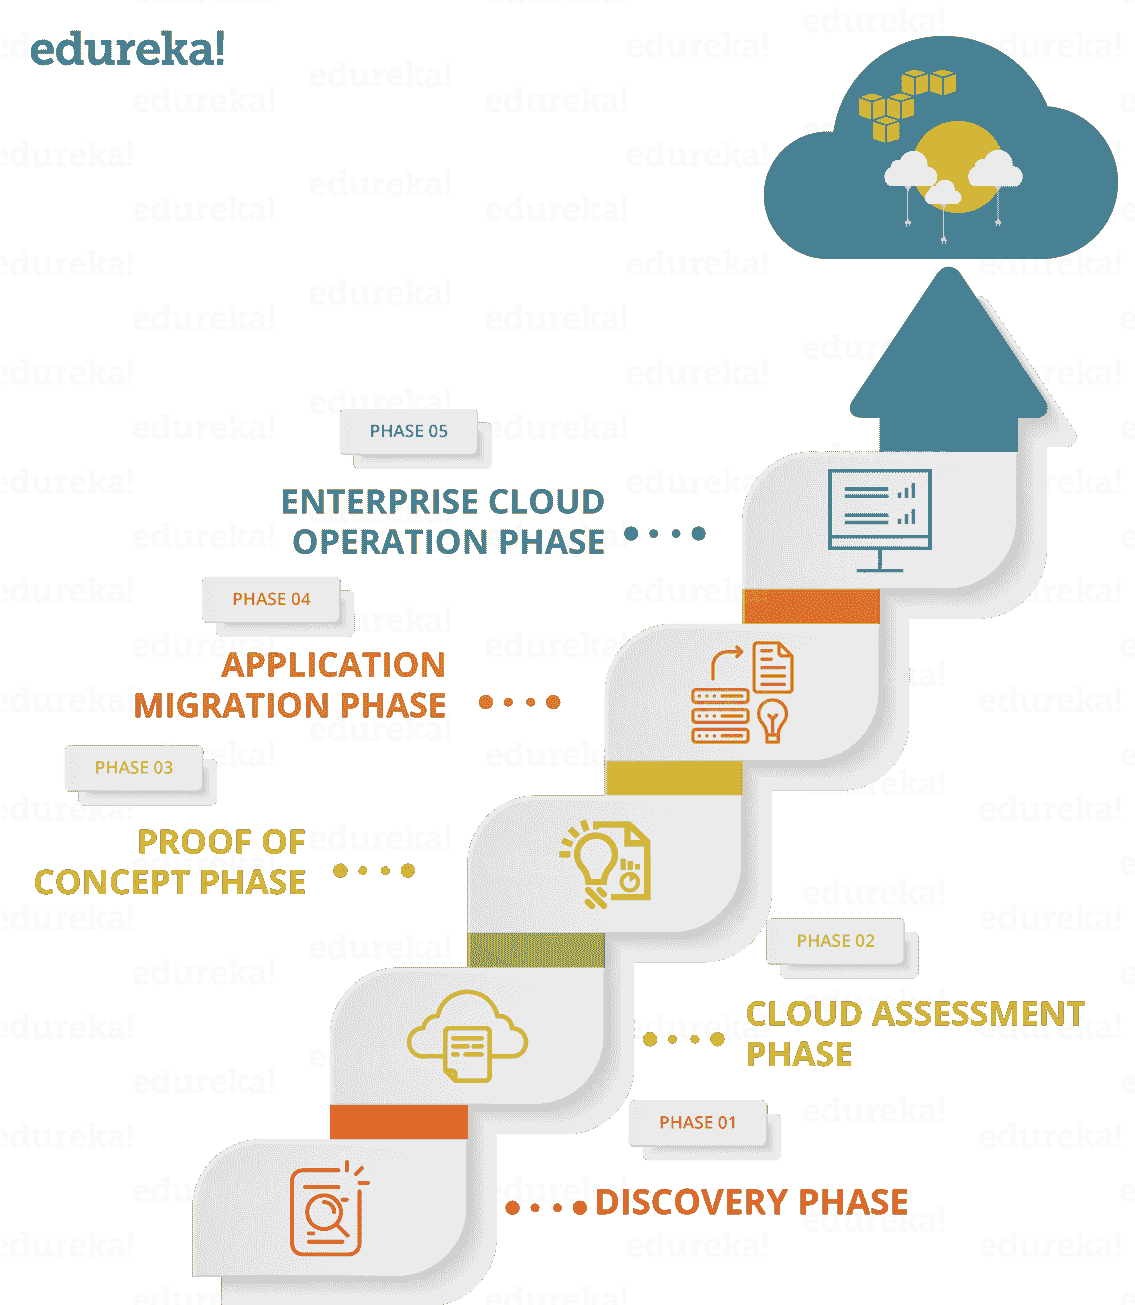 edureka!
PHASE 05
ENTERPRISE CLOUD
OPERATION PHASE
PHASE 04
APPLICATION
MIGRATION PHASE
PHASE 03
PROOF OF
CONCEPT PHASE
PHASE 02
CLOUD ASSESSMENT
PHASE
PHASE 01
DISCOVERY PHASE